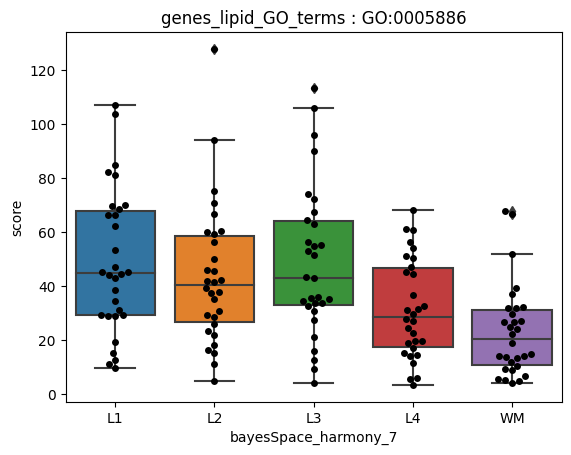 genes_lipid_GO_terms : GO:0005886
score
120
100
80
60
40
20
0
L1 L2 L3 L4 WM
bayesSpace_harmony_7